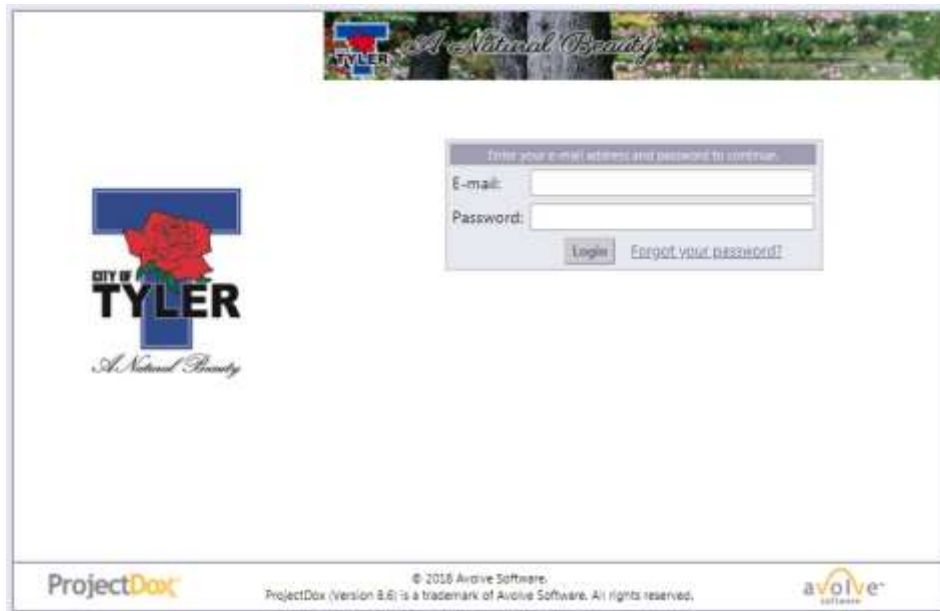 TYLER
A Natural Beauty
Enter your e-mail address and password to continue.
E-mail:
Password:
Login Forgot your password?
CITY OF
TYLER
A Natural Beauty
ProjectDox
© 2018 Avolve Software.
ProjectDox (Version 8.6) is a trademark of Avolve Software. All rights reserved.
avolve
software